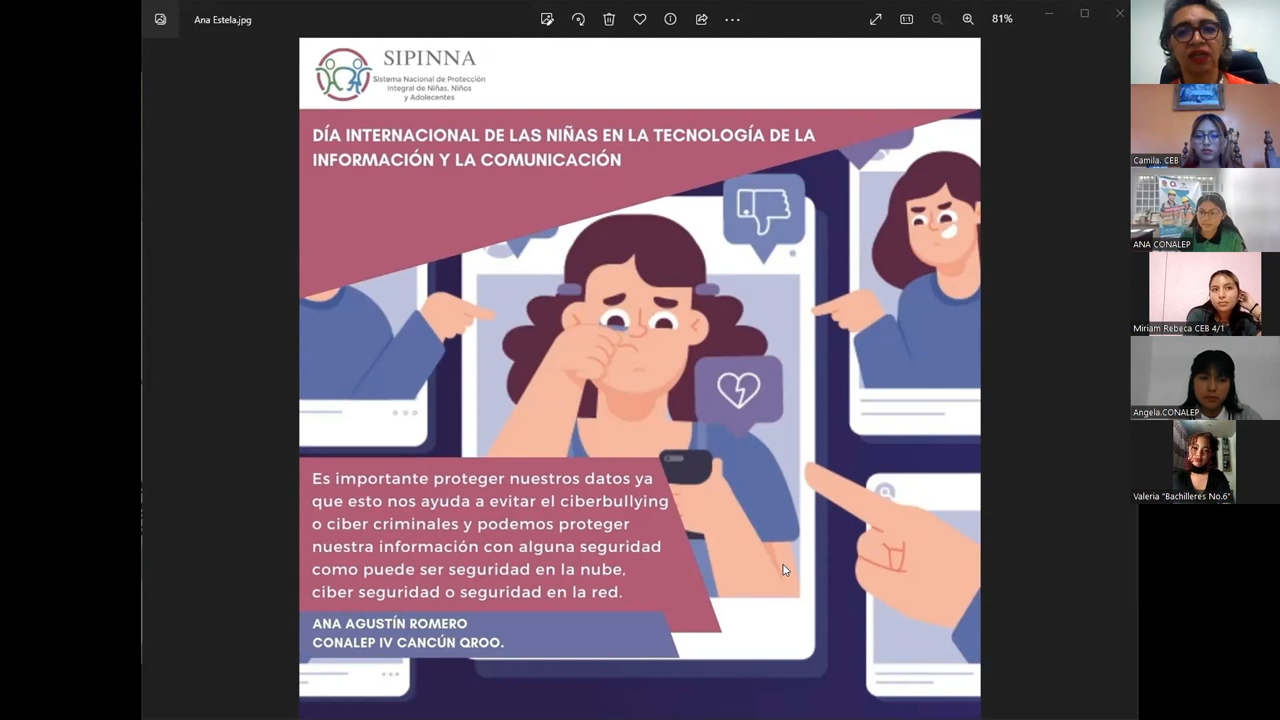 Ana Estela.jpg
81%
SIPINNA
Sistema Nacional de Protección
Integral de Niñas, Niños
y Adolescentes
DÍA INTERNACIONAL DE LAS NIÑAS EN LA TECNOLOGÍA DE LA
INFORMACIÓN Y LA COMUNICACIÓN
Es importante proteger nuestros datos ya
que esto nos ayuda a evitar el ciberbullying
o ciber criminales y podemos proteger
nuestra información con alguna seguridad
como puede ser seguridad en la nube,
ciber seguridad o seguridad en la red.
ANA AGUSTÍN ROMERO
CONALEP IV CANCÚN QROO.
Camila. CEB
ANA CONALEP
Miriam Rebeca CEB 4/1
Angela.CONALEP
Valeria "Bachilleres No.6"